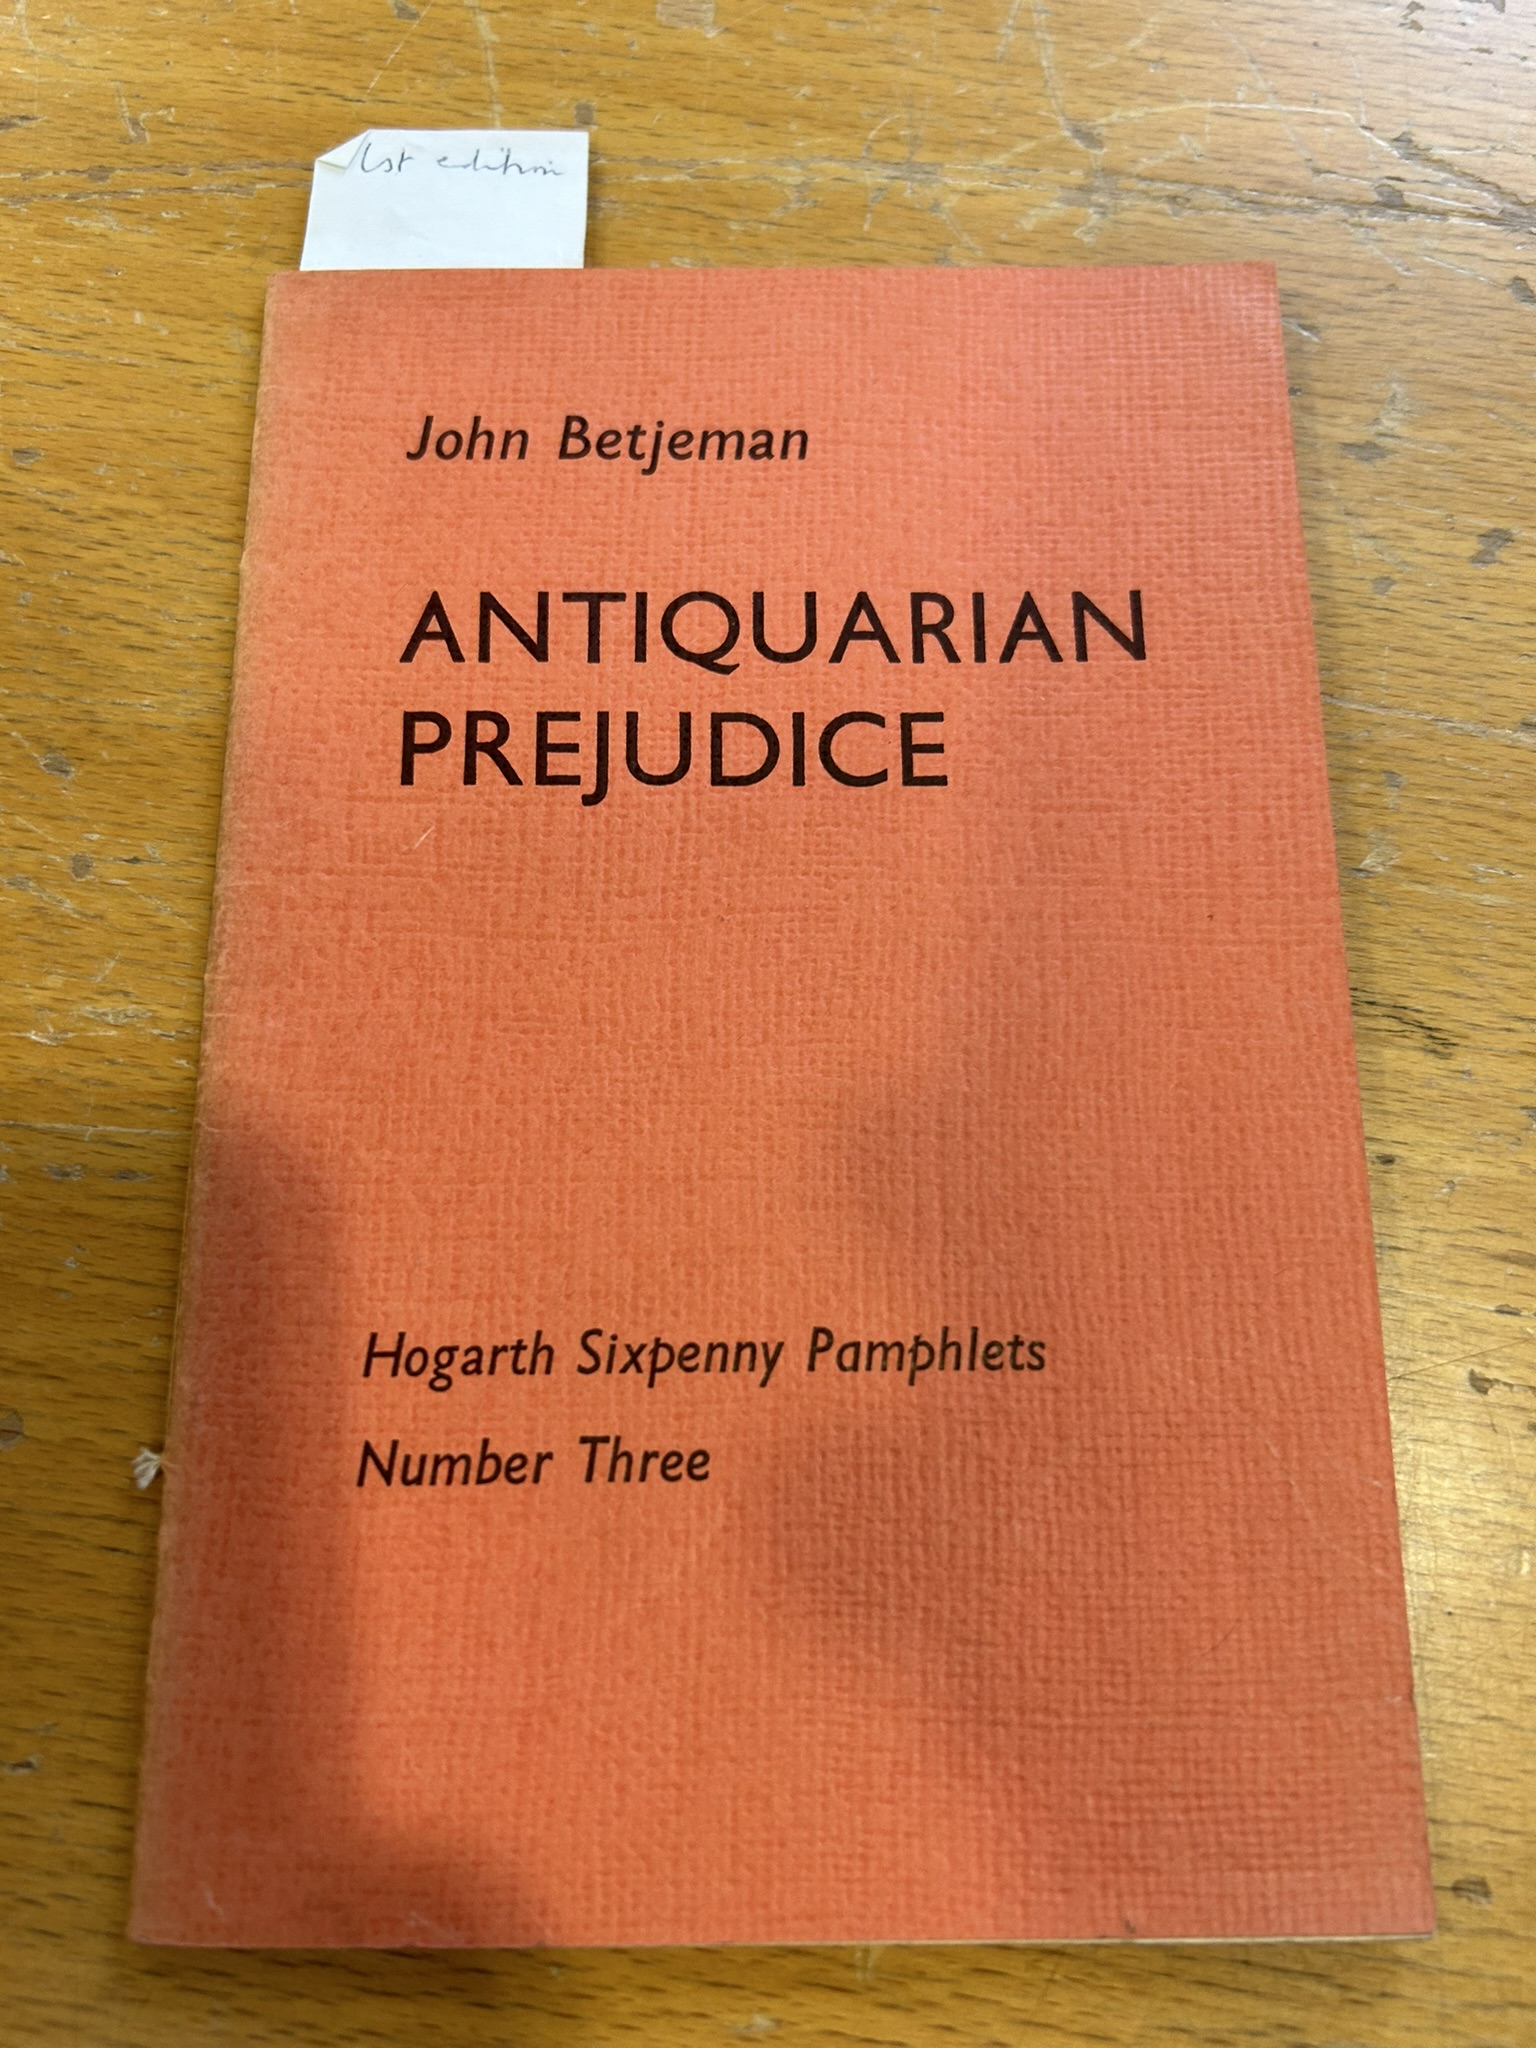 1st edition
John Betjeman
ANTIQUARIAN
PREJUDICE
Hogarth Sixpenny Pamphlets
Number Three